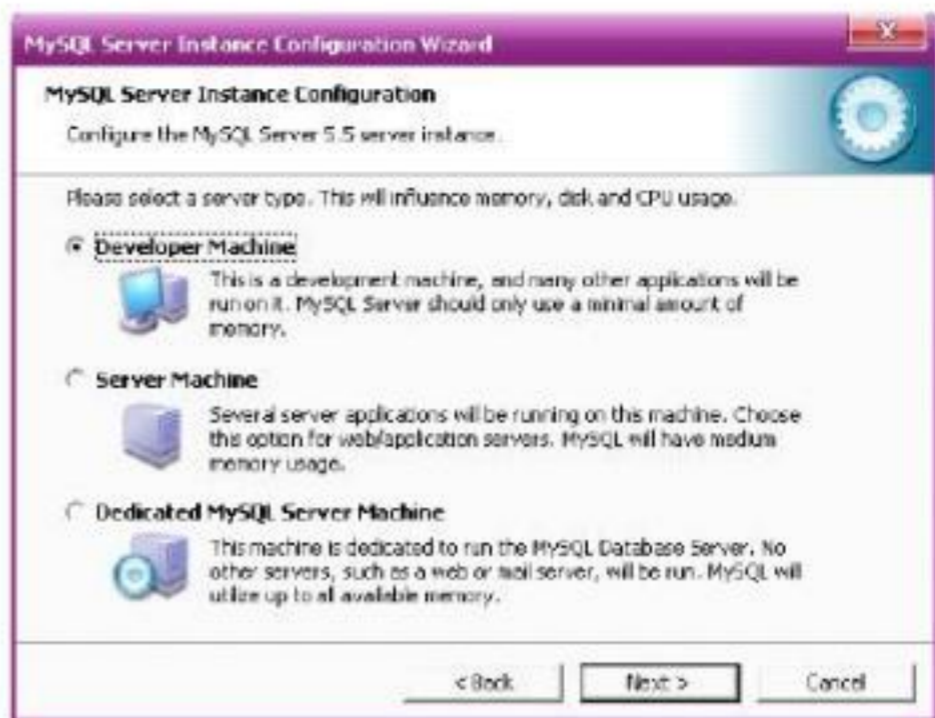 MySQL Server Instance Configuration Wizard
MySQL Server Instance Configuration
Configure the MySQL Server 5.5 server instance.
Please select a server type. This will influence memory, disk and CPU usage.
Developer Machine
This is a development machine, and many other applications will be
run on it. MySQL Server should only use a minimal amount of
memory.
Server Machine
Several server applications will be running on this machine. Choose
this option for web/application servers. MySQL will have medium
memory usage.
Dedicated MySQL Server Machine
This machine is dedicated to run the MySQL Database Server. No
other servers, such as a web or mail server, will be run. MySQL will
utilize up to all available memory.
< Back Next > Cancel